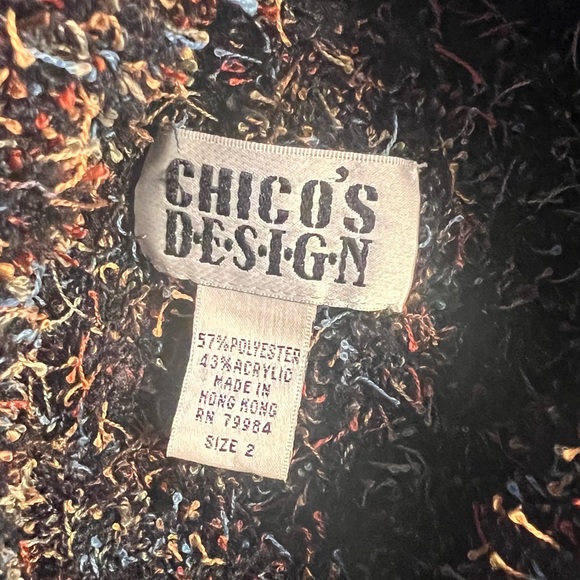 CHICO'S
D·E·S·I·G·N
57% POLYESTER
43% ACRYLIC
MADE IN
HONG KONG
RN 79984
SIZE 2